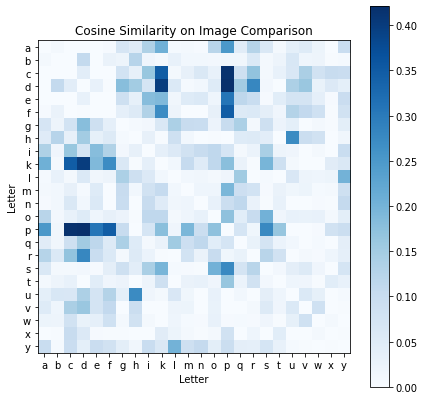 Cosine Similarity on Image Comparison
a
b
c
d
e
f
g
h
i
k
l
m
n
o
p
q
r
s
t
u
v
w
x
y
Letter
a b c d e f g h i k l m n o p q r s t u v w x y
Letter
0.40
0.35
0.30
0.25
0.20
0.15
0.10
0.05
0.00